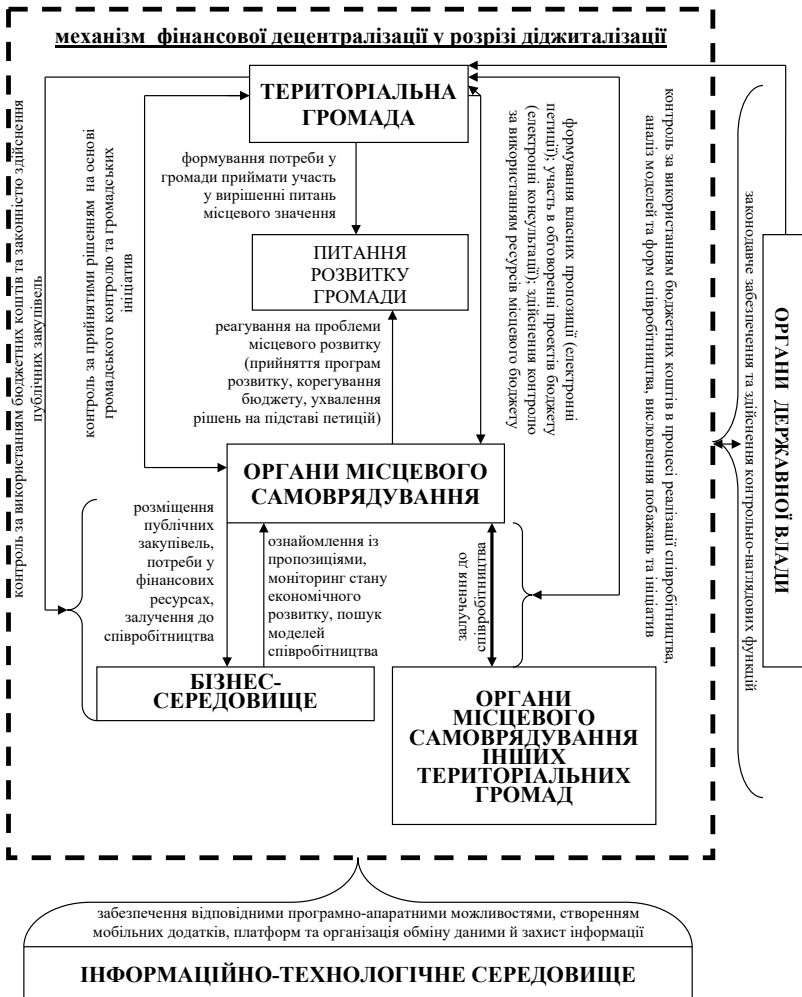 механізм фінансової децентралізації у розрізі діджиталізації
ТЕРИТОРІАЛЬНА
ГРОМАДА
формування потреби у
громади приймати участь
у вирішенні питань
місцевого значення
ПИТАННЯ
РОЗВИТКУ
ГРОМАДИ
реагування на проблеми
місцевого розвитку
(прийняття програм
розвитку, корегування
бюджету, ухвалення
рішень на підставі петицій)
ОРГАНИ МІСЦЕВОГО
САМОВРЯДУВАННЯ
контроль за використанням бюджетних коштів та законністю здійснення
публічних закупівель
контроль за прийнятими рішенням на основі
громадського контролю та громадських
ініціатив
формування власних пропозиції (електронні
петиції); участь в обговоренні проектів бюджету
(електронні консультації); здійснення контролю
за використанням ресурсів місцевого бюджету
контроль за використанням бюджетних коштів в процесі реалізації співробітництва,
аналіз моделей та форм співробітництва, висловлення побажань та ініціатив
законодавче забезпечення та здійснення контрольно-наглядових функцій
ОРГАНИ ДЕРЖАВНОЇ ВЛАДИ
розміщення
публічних
закупівель,
потреби у
фінансових
ресурсах,
залучення до
співробітництва
ознайомлення із
пропозиціями,
моніторинг стану
економічного
розвитку, пошук
моделей
співробітництва
залучення до
співробітництва
БІЗНЕС-
СЕРЕДОВИЩЕ
ОРГАНИ
МІСЦЕВОГО
САМОВРЯДУВАННЯ
ІНШИХ
ТЕРИТОРІАЛЬНИХ
ГРОМАД
забезпечення відповідними програмно-апаратними можливостями, створенням
мобільних додатків, платформ та організація обміну даними й захист інформації
ІНФОРМАЦІЙНО-ТЕХНОЛОГІЧНЕ СЕРЕДОВИЩЕ